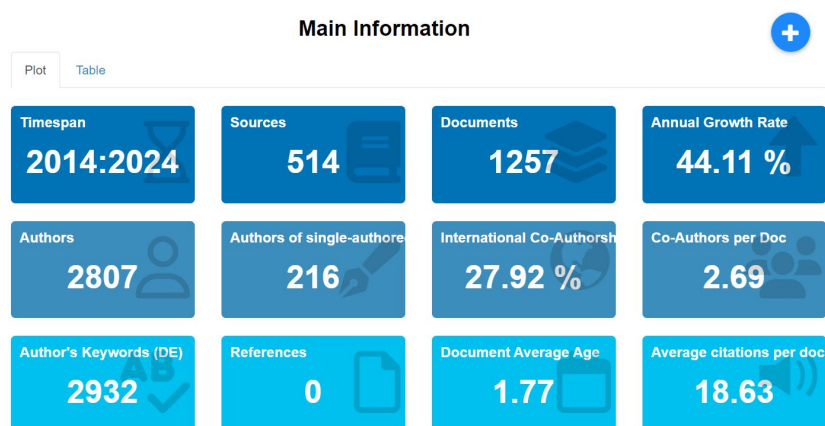 Main Information
Plot Table
Timespan Sources Documents Annual Growth Rate
2014:2024 514 1257 44.11 %
Authors Authors of single-authore International Co-Authorsh Co-Authors per Doc
2807 216 27.92 % 2.69
Author's Keywords (DE) References Document Average Age Average citations per doc
AB
2932 0 1.77 18.63